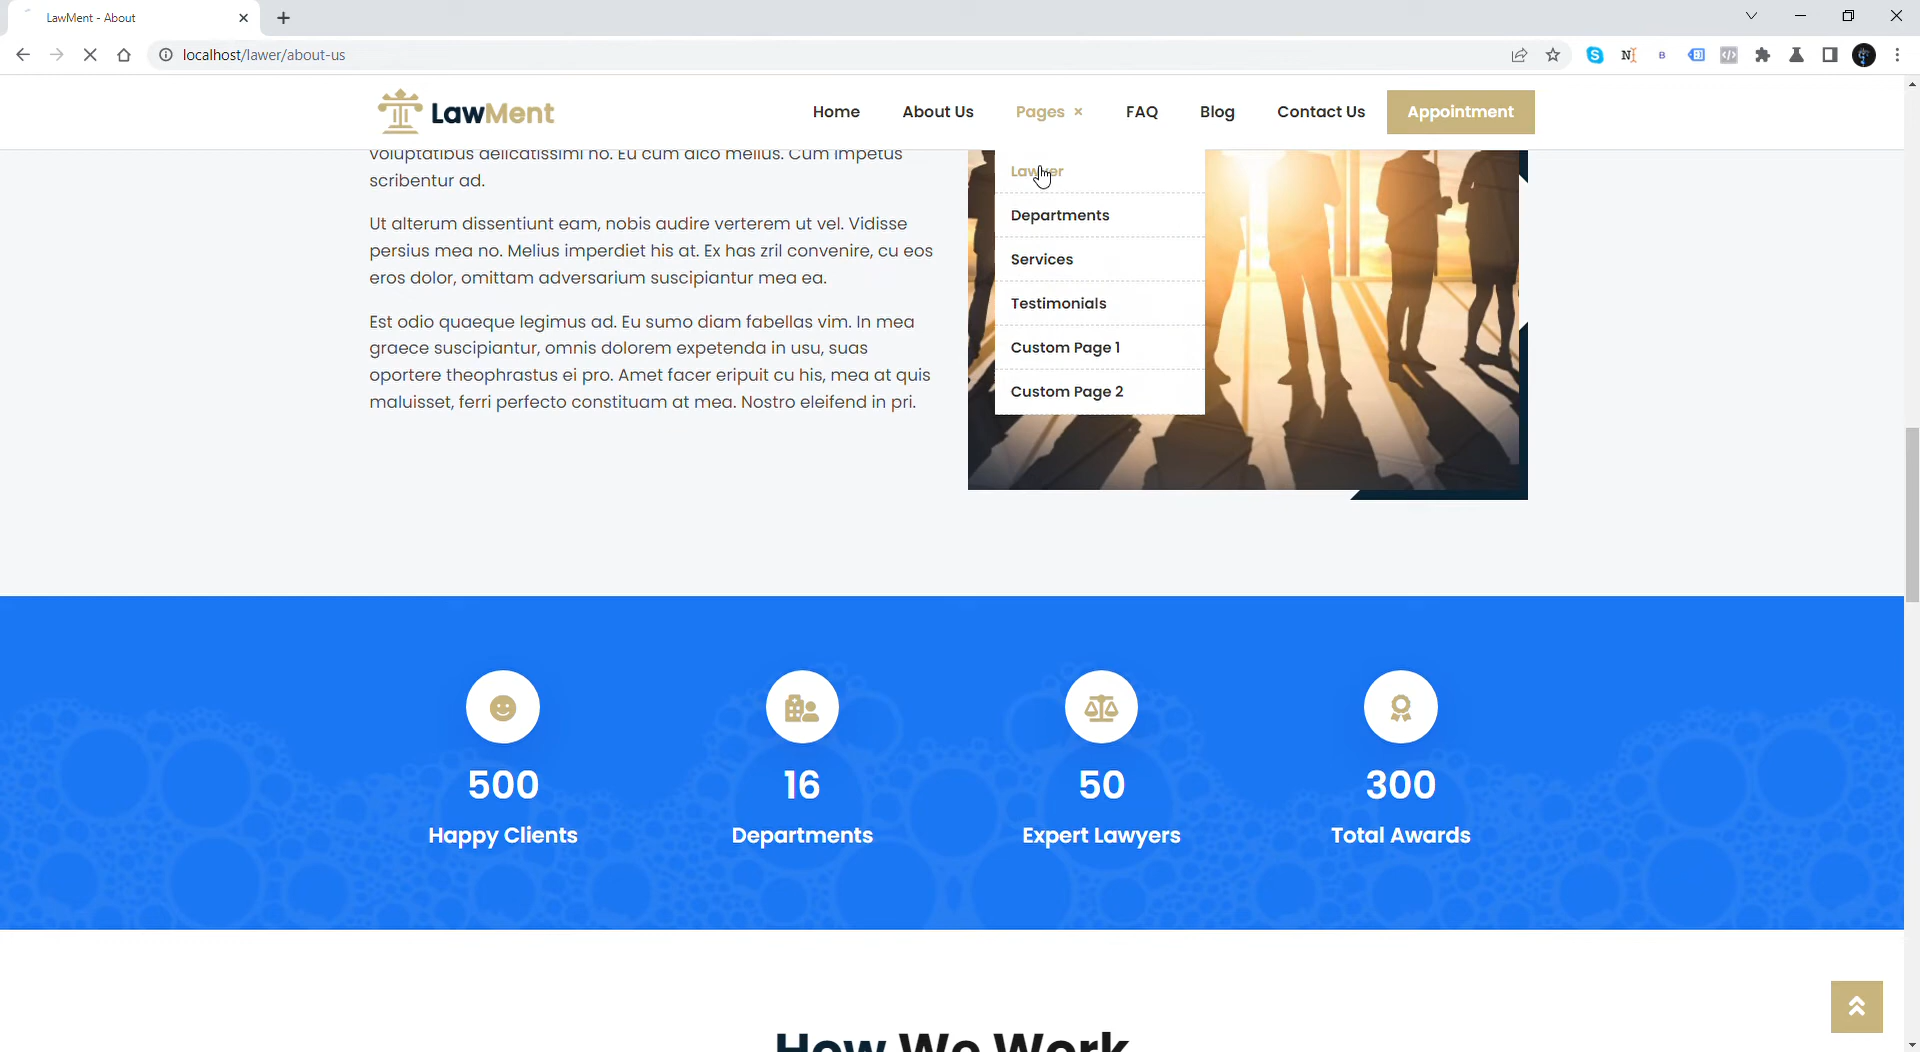 LawMent - About
localhost/lawer/about-us
LawMent
Home
About Us
Pages ×
FAQ
Blog
Contact Us
Appointment
voluptatibus delicatissimi no. Eu cum dico melius. Cum impetus
scribentur ad.
Ut alterum dissentiunt eam, nobis audire verterem ut vel. Vidisse
persius mea no. Melius imperdiet his at. Ex has zril convenire, cu eos
eros dolor, omittam adversarium suscipiantur mea ea.
Est odio quaeque legimus ad. Eu sumo diam fabellas vim. In mea
graece suscipiantur, omnis dolorem expetenda in usu, suas
oportere theophrastus ei pro. Amet facer eripuit cu his, mea at quis
maluisset, ferri perfecto constituam at mea. Nostro eleifend in pri.
Lawyer
Departments
Services
Testimonials
Custom Page 1
Custom Page 2
500
Happy Clients
16
Departments
50
Expert Lawyers
300
Total Awards
How We Work